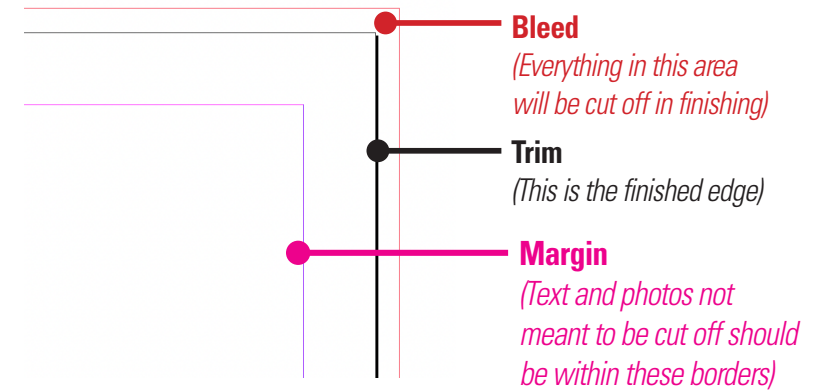 Bleed
(Everything in this area
will be cut off in finishing)
Trim
(This is the finished edge)
Margin
(Text and photos not
meant to be cut off should
be within these borders)